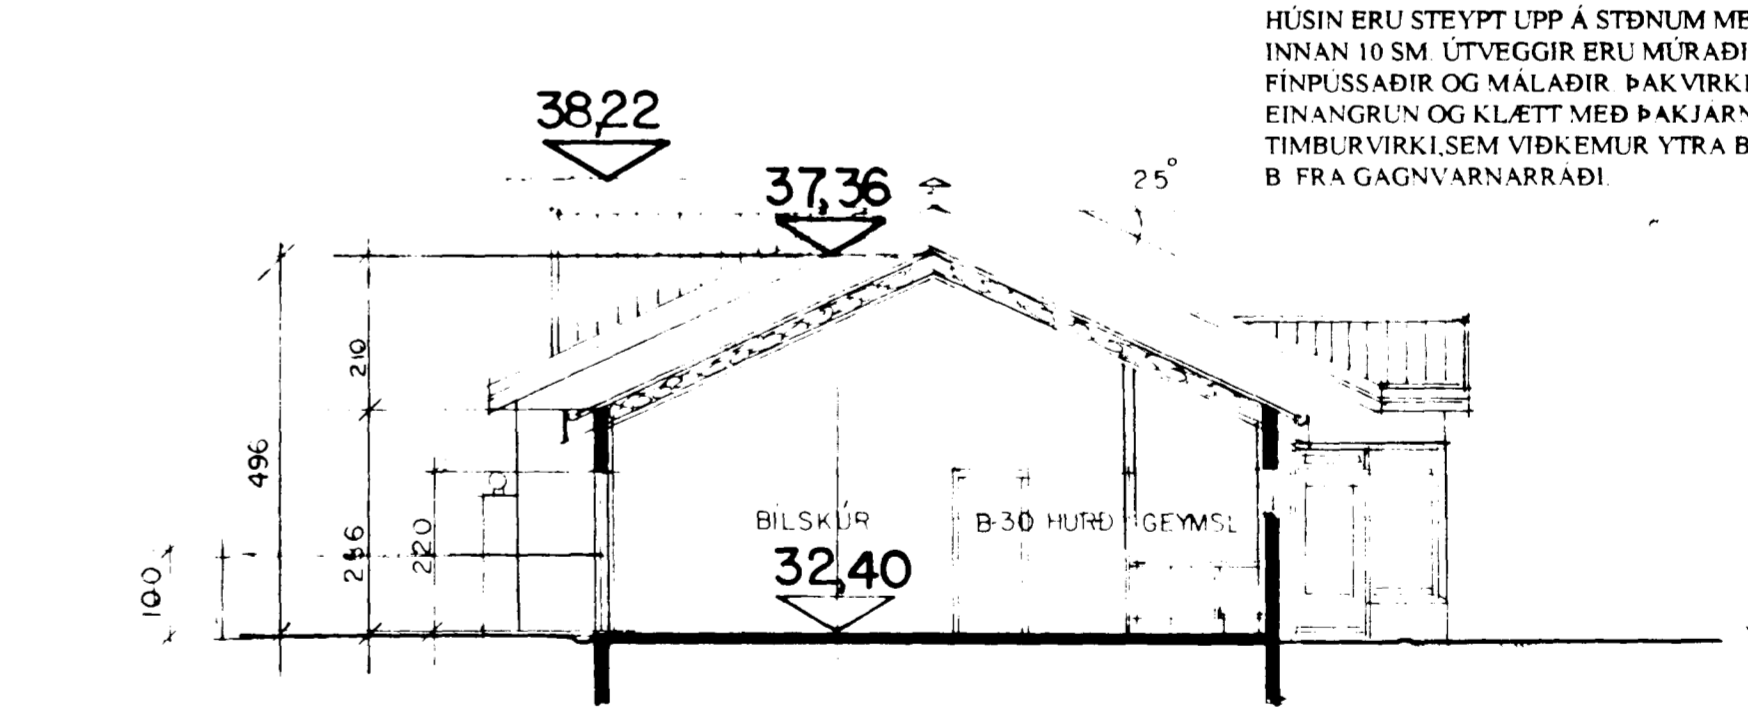 HÚSIN ERU STEYPT UPP Á STÐNUM ME
INNAN 10 SM. ÚTVEGGIR ERU MÚRAÐI
FÍNPÚSSAÐIR OG MÁLAÐIR. ÞAKVIRKI
EINANGRUN OG KLÆTT MEÐ ÞAKJÁRN
TIMBURVIRKI,SEM VIÐKEMUR YTRA B
B FRA GAGNVARNARRÁÐI.
38,22
37,36
25°
210
496
286
220
100
BÍLSKÚR
B-30 HURÐ
GEYMSL
32,40